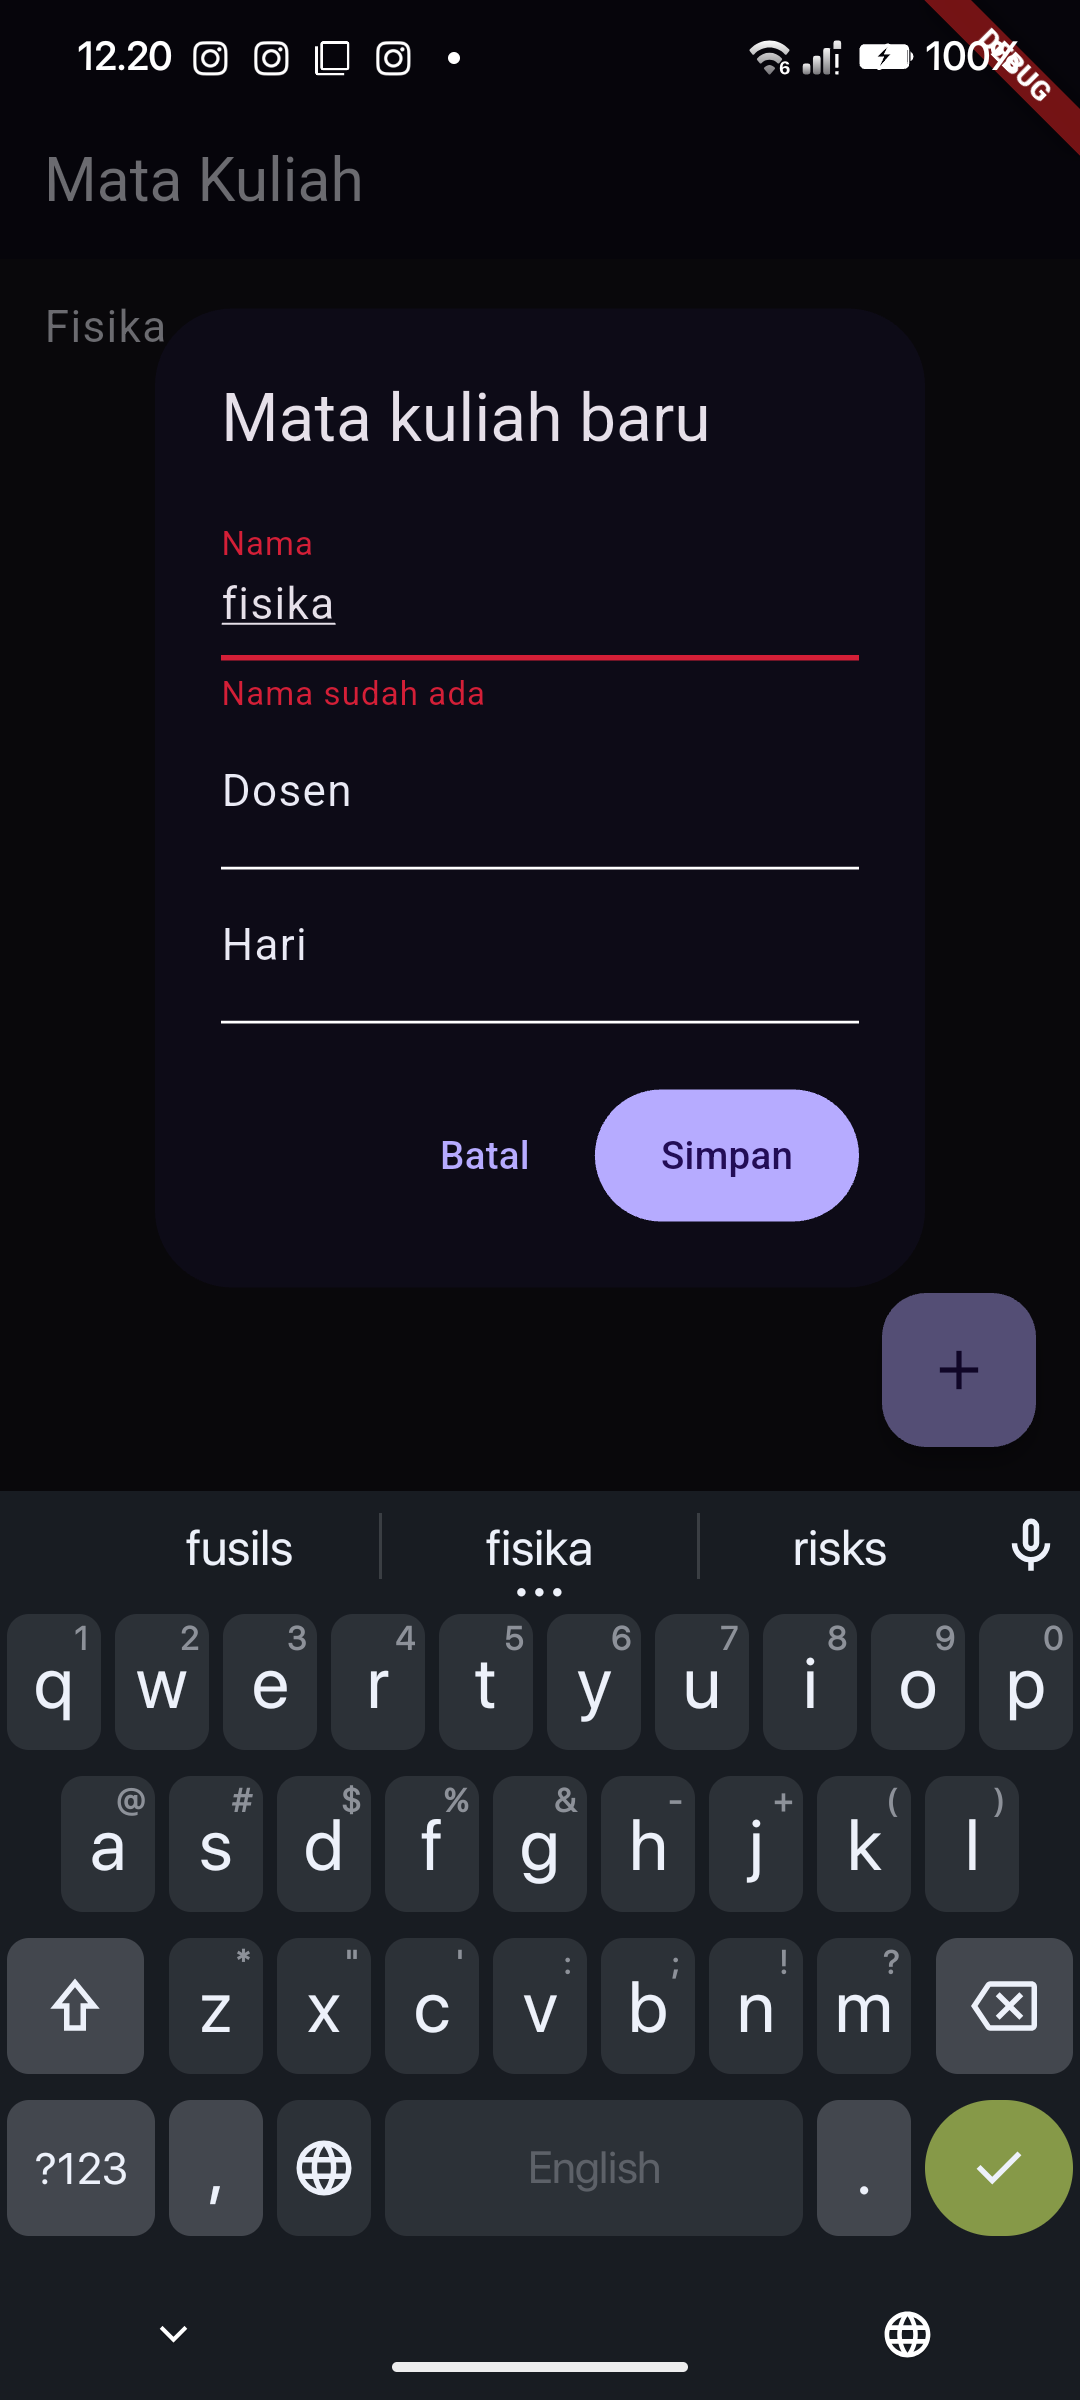 12.20
6
100%
DEBUG
Mata Kuliah
Fisika
Mata kuliah baru
Nama
fisika
Nama sudah ada
Dosen
Hari
Batal Simpan
+
fusils fisika risks
1 2 3 4 5 6 7 8 9 0
q w e r t y u i o p
@ # $ % & - + ( )
a s d f g h j k l
* " ' : ; ! ?
z x c v b n m
?123 , English .